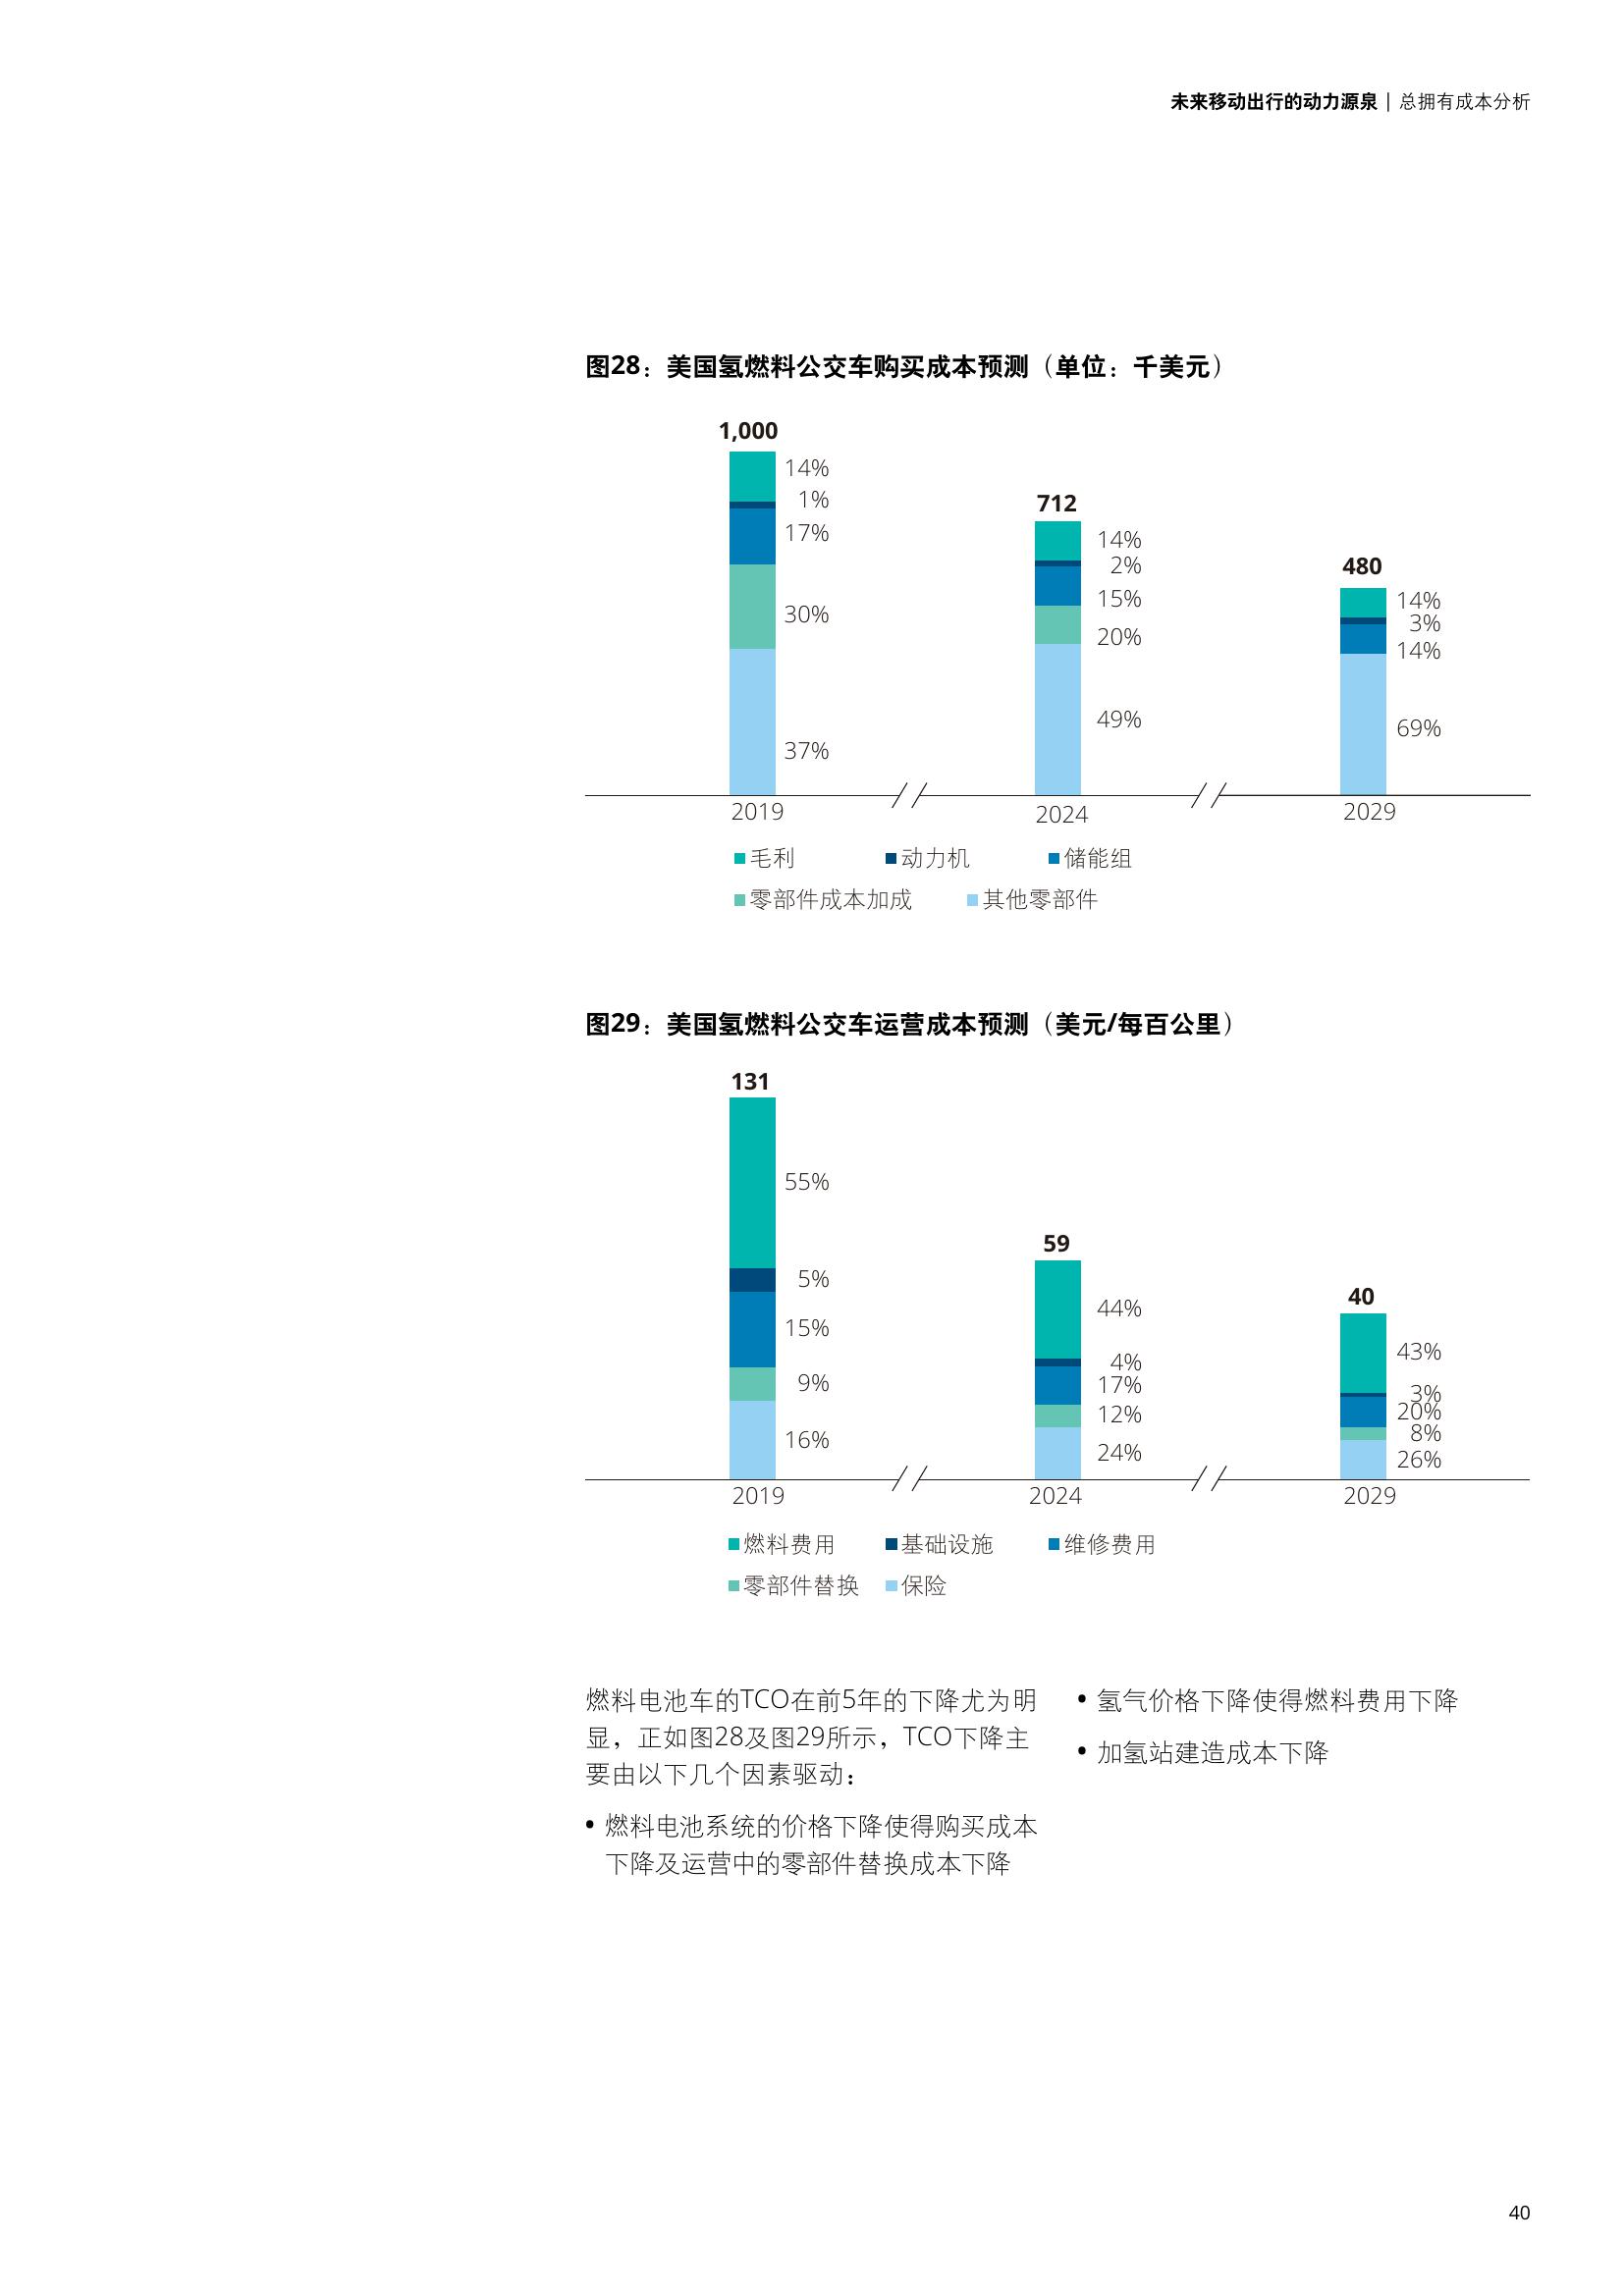 未来移动出行的动力源泉 | 总拥有成本分析
图28：美国氢燃料公交车购买成本预测（单位：千美元）
1,000
14%
1%
17%
30%
37%
712
14%
2%
15%
20%
49%
480
14%
3%
14%
69%
2019
2024
2029
毛利
动力机
储能组
零部件成本加成
其他零部件
图29：美国氢燃料公交车运营成本预测（美元/每百公里）
131
55%
5%
15%
9%
16%
59
44%
4%
17%
12%
24%
40
43%
3%
20%
8%
26%
2019
2024
2029
燃料费用
基础设施
维修费用
零部件替换
保险
燃料电池车的TCO在前5年的下降尤为明
显，正如图28及图29所示，TCO下降主
要由以下几个因素驱动：
• 燃料电池系统的价格下降使得购买成本
下降及运营中的零部件替换成本下降
• 氢气价格下降使得燃料费用下降
• 加氢站建造成本下降
40